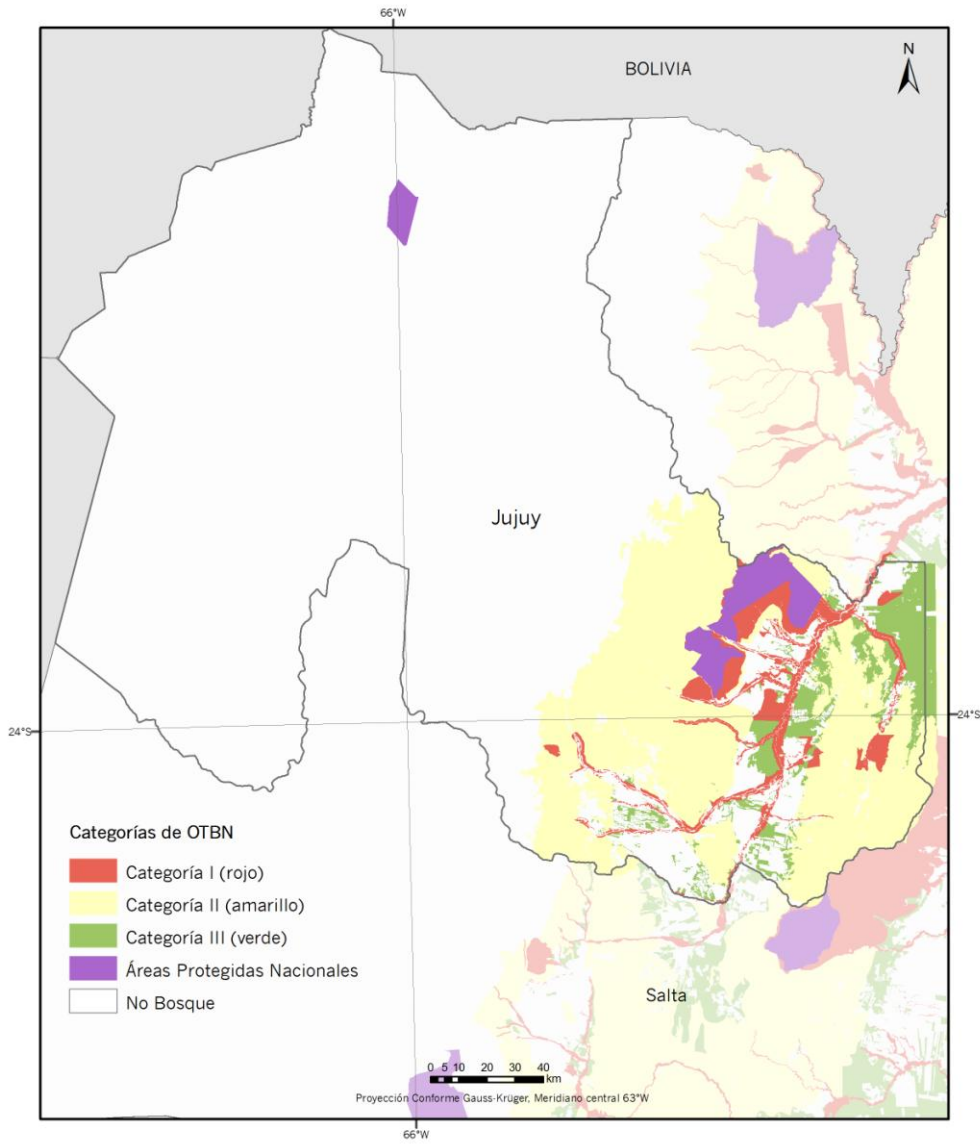 66°W
N
BOLIVIA
Jujuy
24°S
24°S
Categorías de OTBN
Categoría I (rojo)
Categoría II (amarillo)
Categoría III (verde)
Áreas Protegidas Nacionales
No Bosque
Salta
0 5 10 20 30 40
km
Proyección Conforme Gauss-Krüger, Meridiano central 63°W
66°W